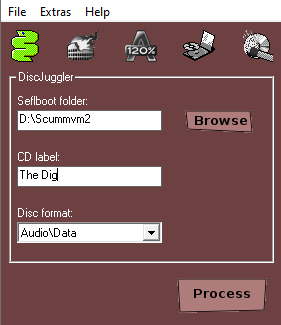 File Extras Help
A
120%
DiscJuggler
Selfboot folder:
D:\Scummvm2
Browse
CD label:
The Dig
Disc format:
Audio\Data
Process